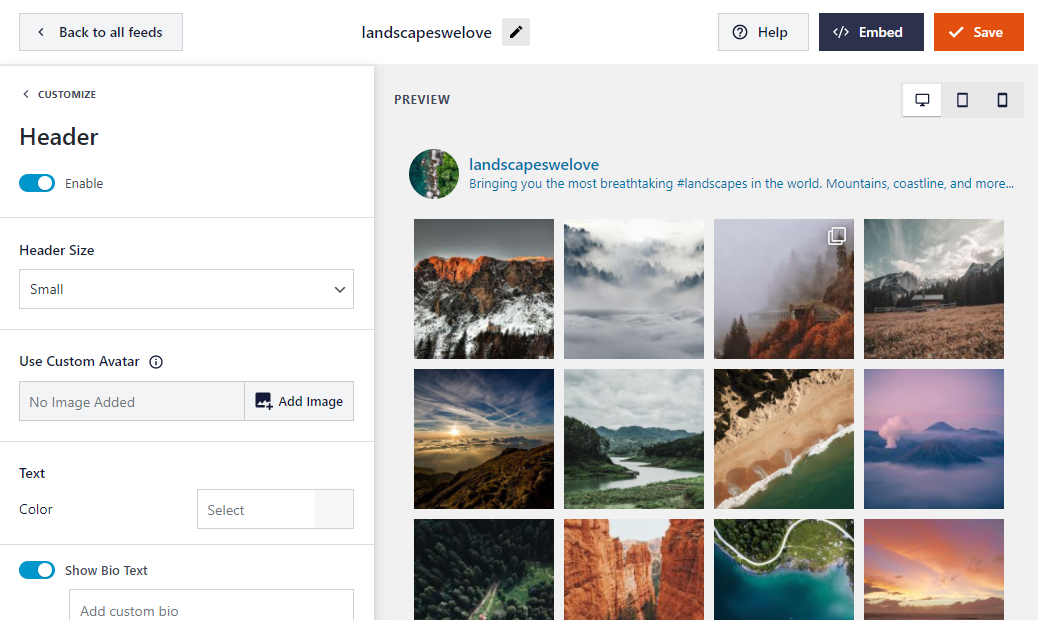 Back to all feeds
landscapeswelove
Help
Embed
Save
CUSTOMIZE
Header
Enable
Header Size
Small
Use Custom Avatar
No Image Added
Add Image
Text
Color
Select
Show Bio Text
Add custom bio
PREVIEW
landscapeswelove
Bringing you the most breathtaking #landscapes in the world. Mountains, coastline, and more...